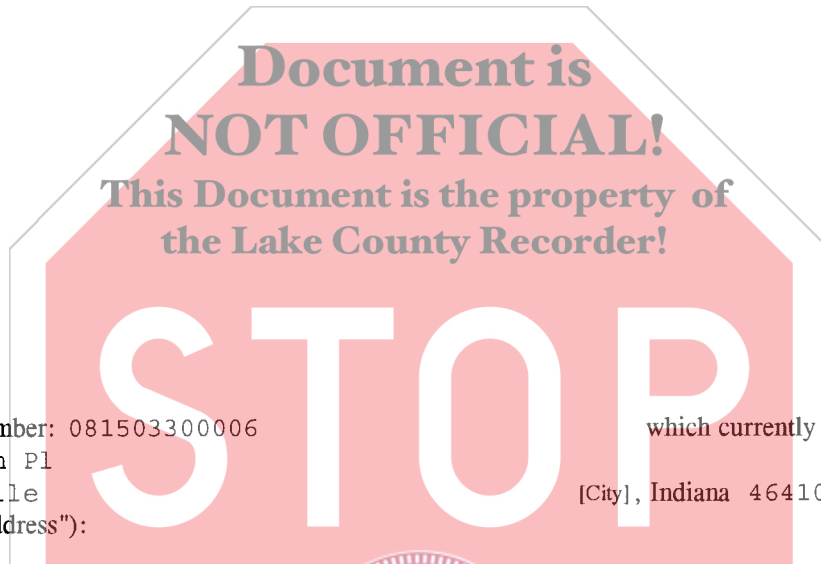 Document is
NOT OFFICIAL!
This Document is the property of
the Lake County Recorder!
STOP
mber: 081503300006 which currently
n Pl
lle [City], Indiana 46410
ddress"):